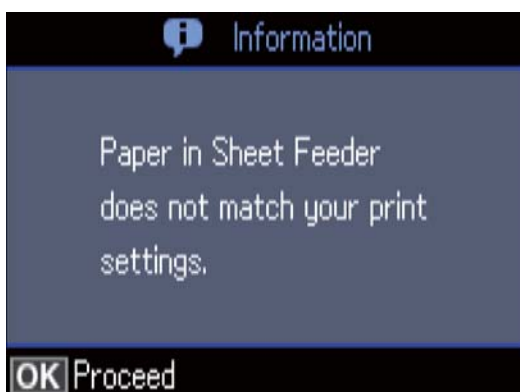 Information
Paper in Sheet Feeder
does not match your print
settings.
OK Proceed